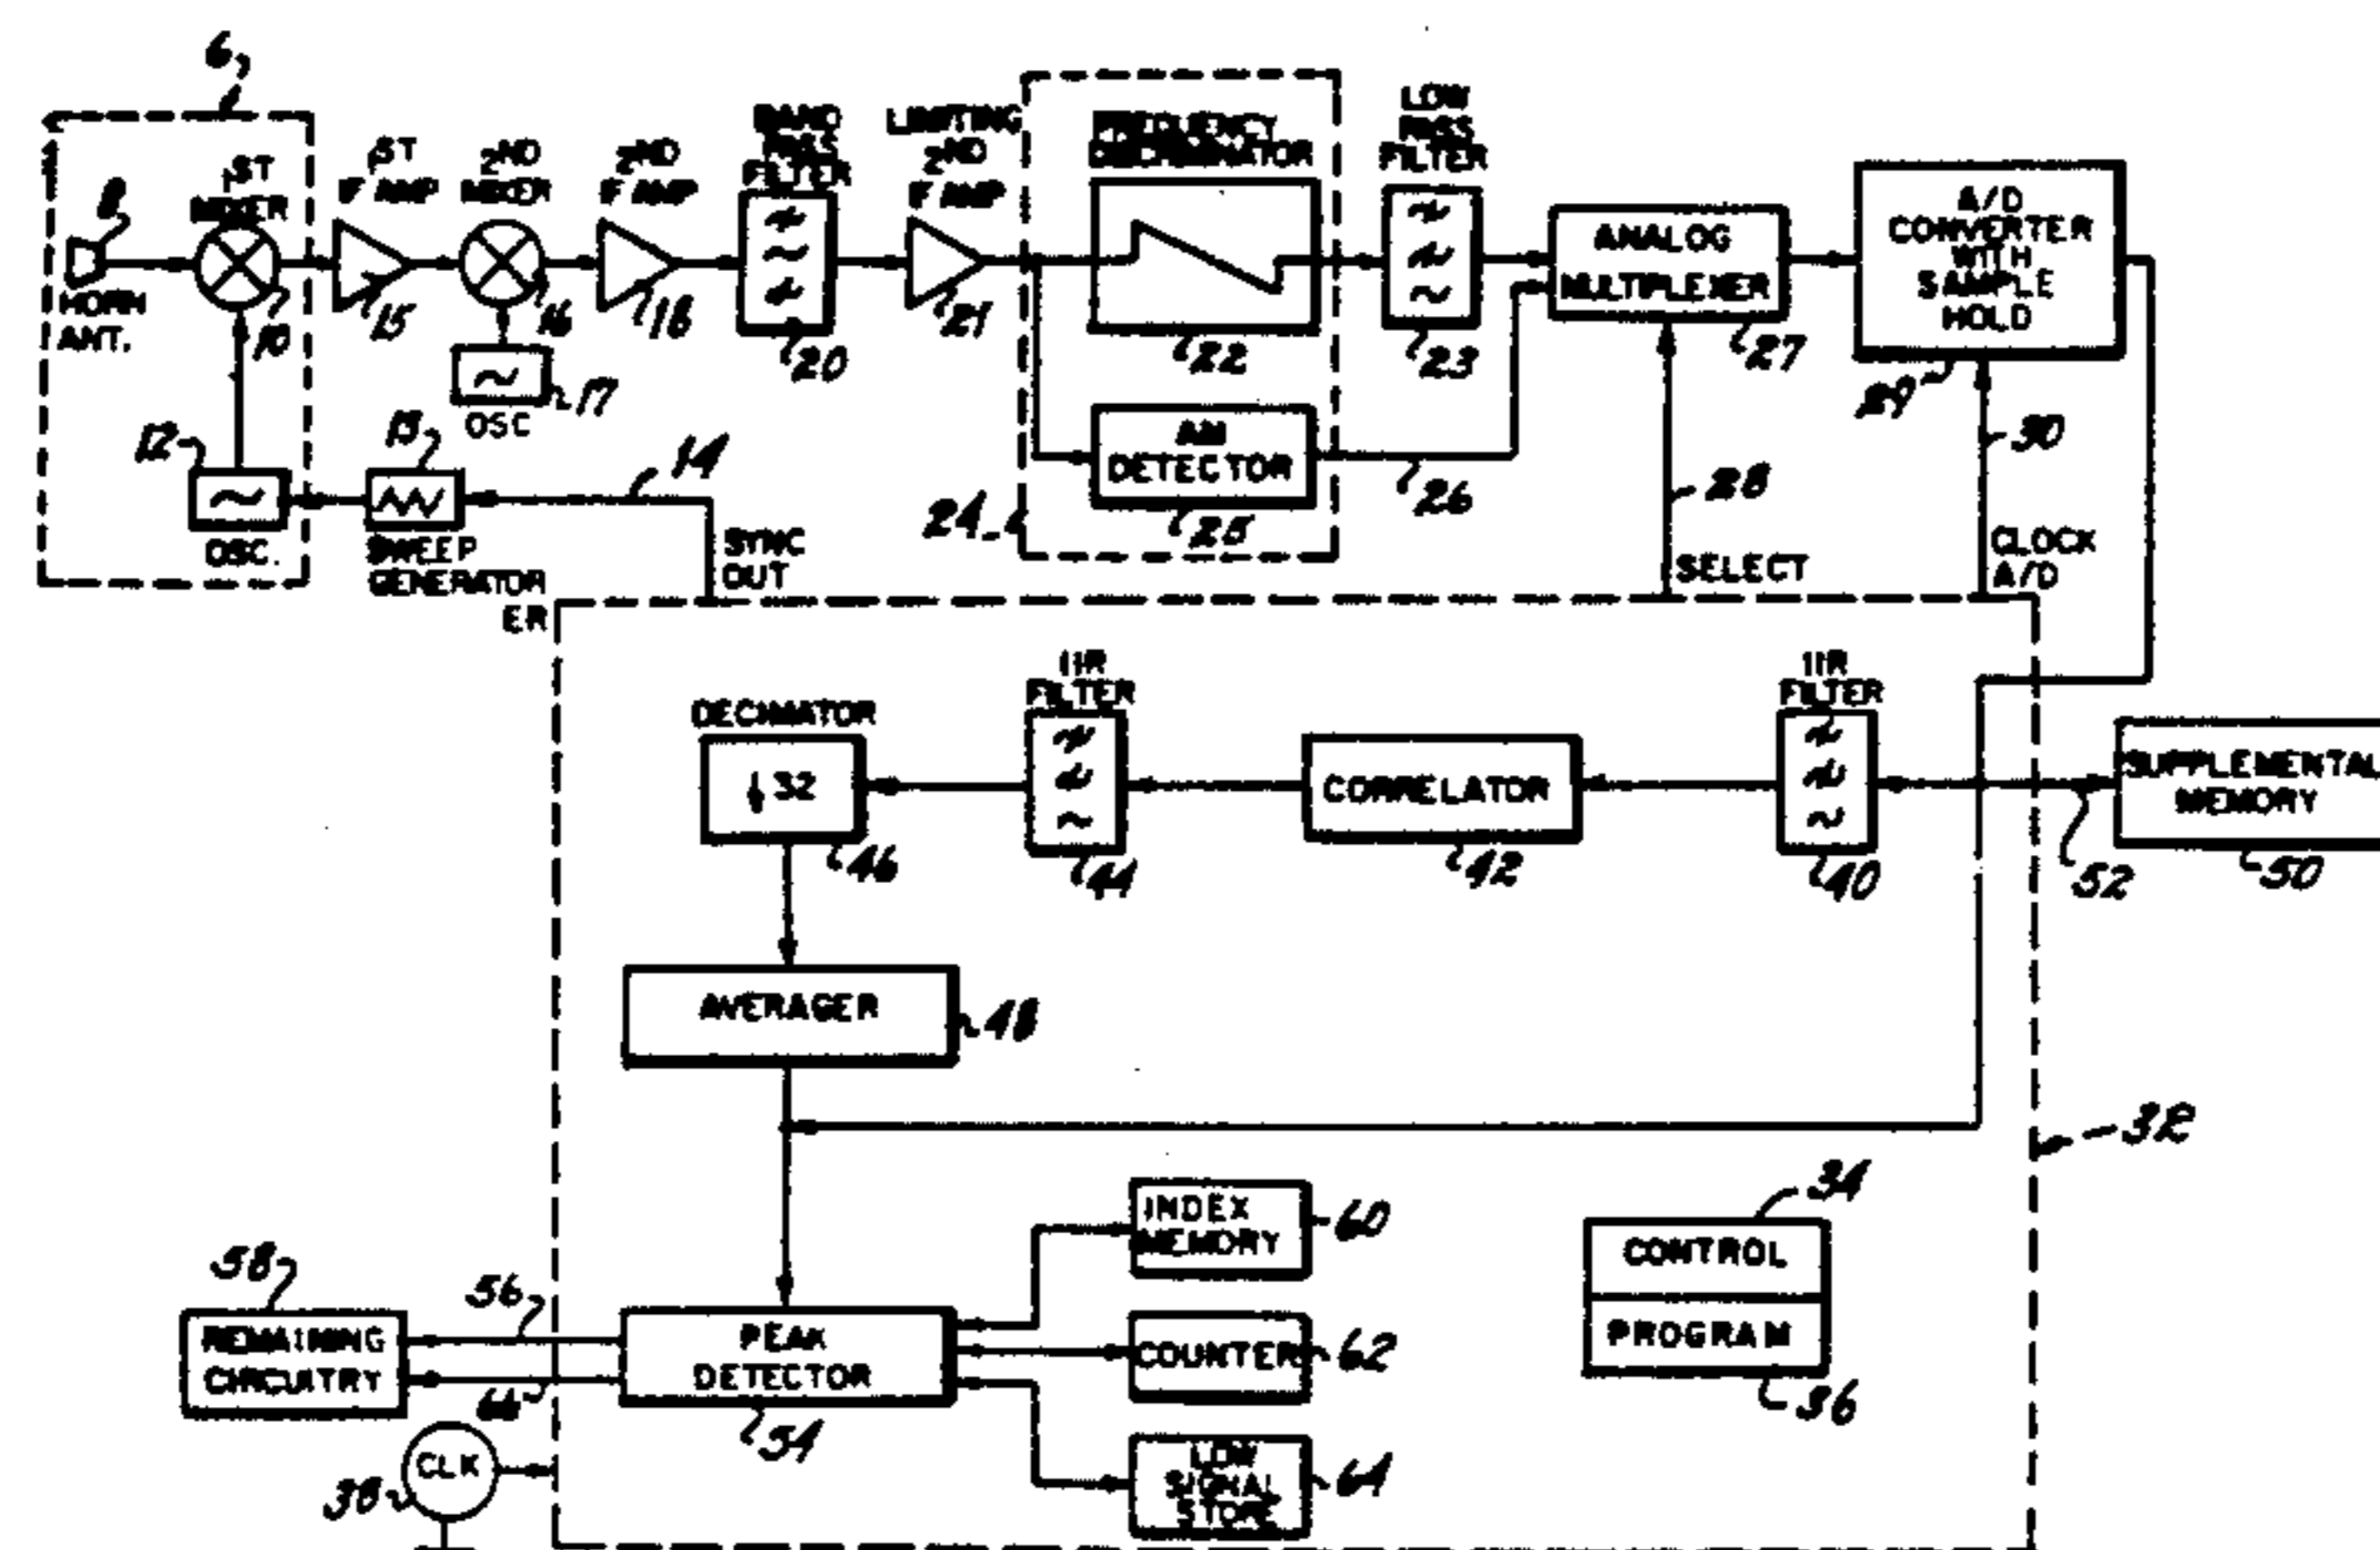 6
8
HORN
ANT.
1ST
MIXER
10
12
OSC.
13
SWEEP
GENERATOR
14
SYNC
OUT
1ST
IF AMP
15
2ND
MIXER
16
17
OSC
2ND
IF AMP
18
BAND
PASS
FILTER
20
LIMITING
2ND
IF AMP
21
FREQUENCY
DISCRIMINATOR
22
24
AM
DETECTOR
25
26
LOW
PASS
FILTER
23
ANALOG
MULTIPLEXER
27
28
SELECT
A/D
CONVERTER
WITH
SAMPLE
HOLD
29
30
CLOCK
A/D
ER
DECIMATOR
↓ 32
46
IIR
FILTER
44
CORRELATOR
42
IIR
FILTER
40
52
SUPPLEMENTAL
MEMORY
50
AVERAGER
48
32
INDEX
MEMORY
60
34
CONTROL
PROGRAM
36
58
REMAINING
CIRCUITRY
56
66
PEAK
DETECTOR
54
COUNTERS
62
LOW
SIGNAL
STORE
64
CLK
38